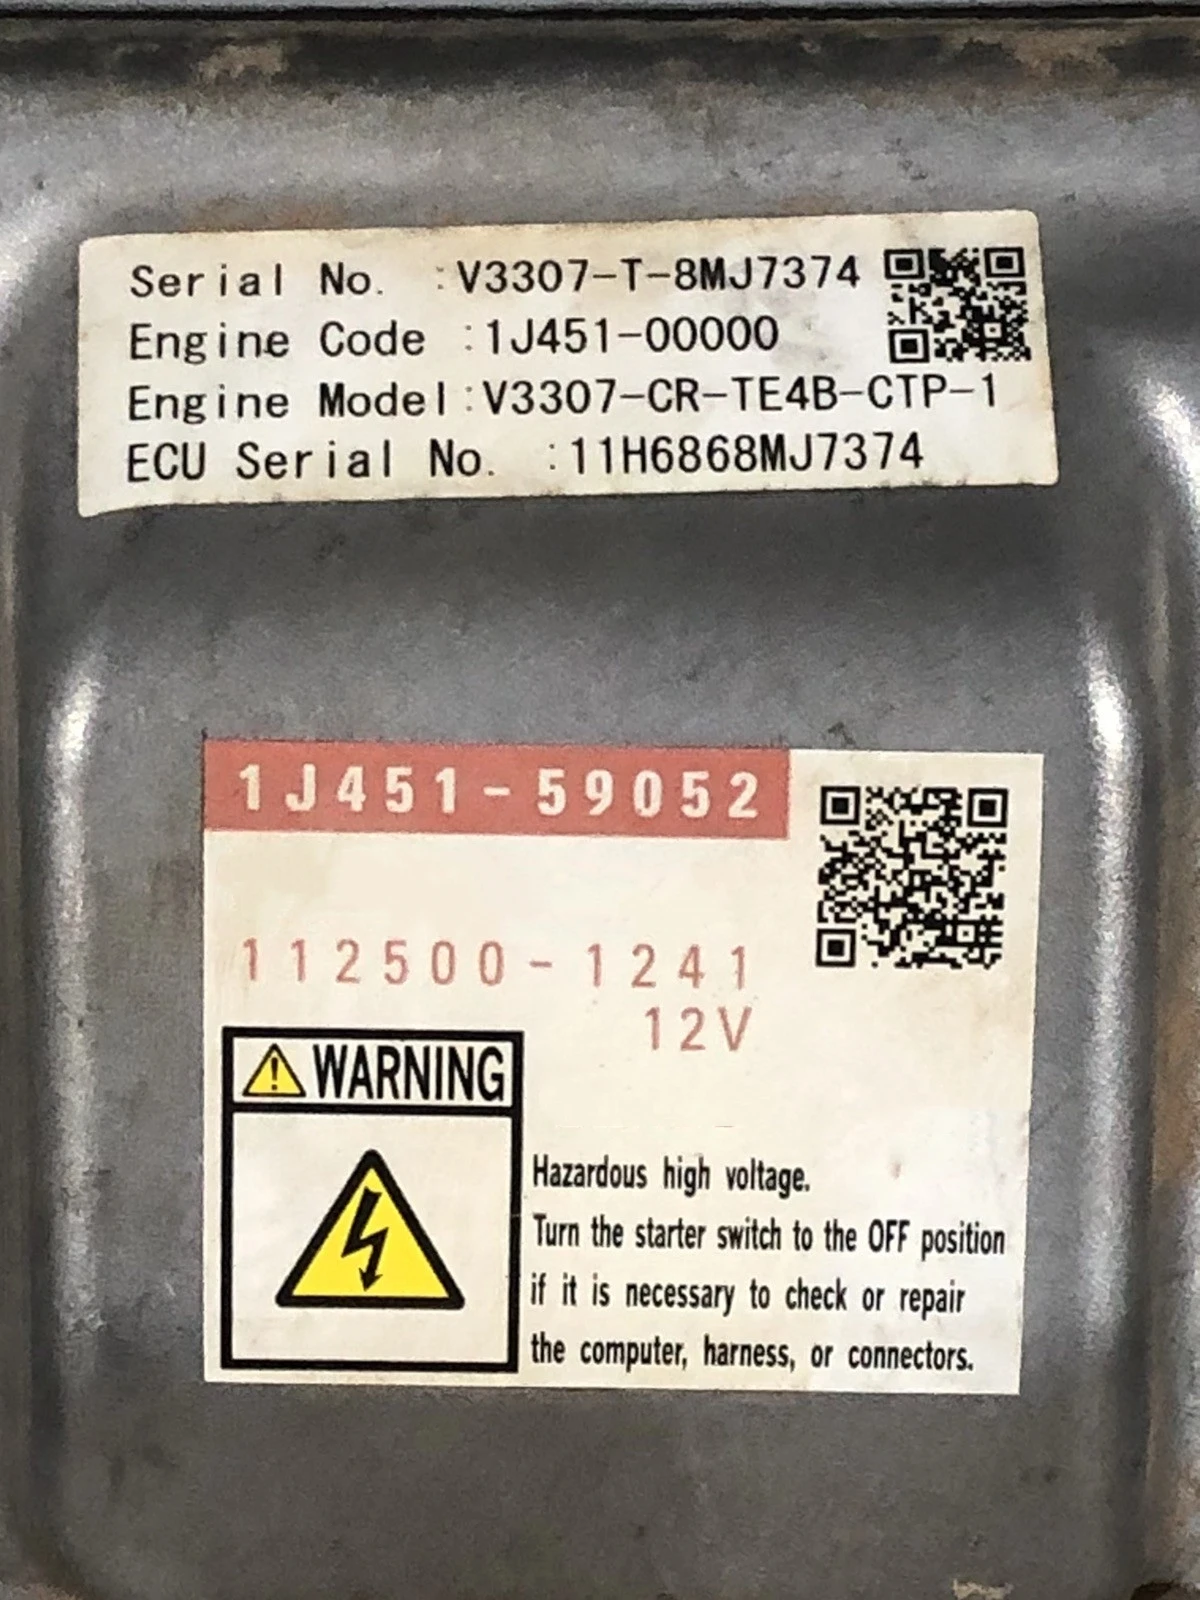 Serial No. :V3307-T-8MJ7374
Engine Code :1J451-00000
Engine Model:V3307-CR-TE4B-CTP-1
ECU Serial No. :11H6868MJ7374
1J451-59052
112500-1241
12V
WARNING
Hazardous high voltage.
Turn the starter switch to the OFF position
if it is necessary to check or repair
the computer, harness, or connectors.